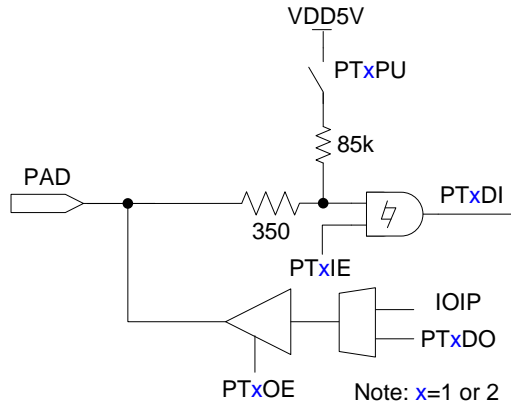 VDD5V
PTxPU
85k
PAD
PTxDI
350
PTxIE
IOIP
PTxDO
PTxOE
Note: x=1 or 2